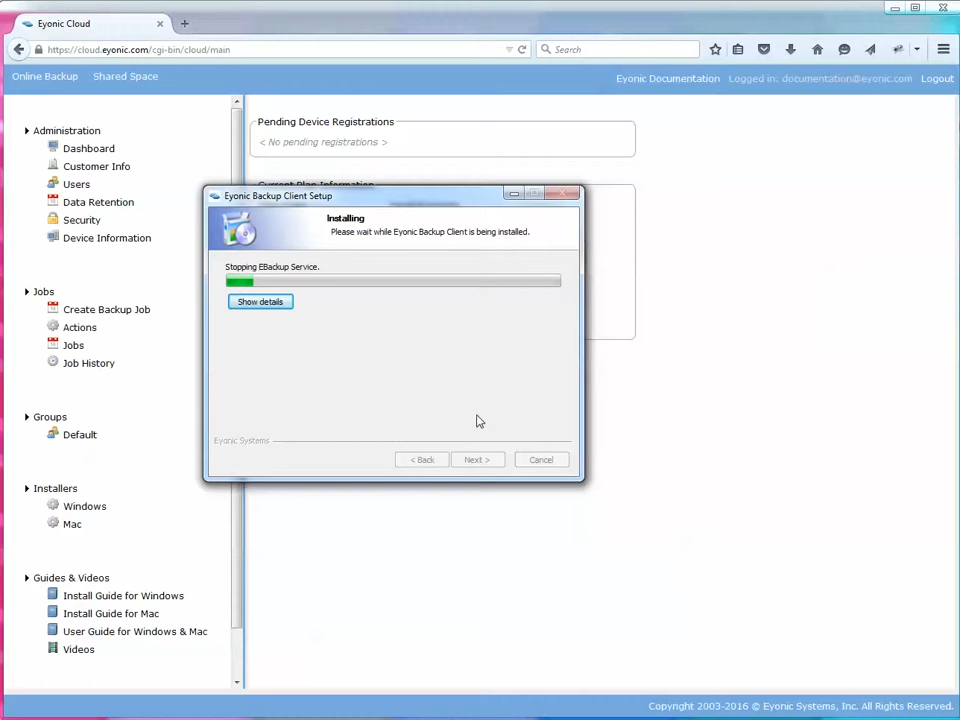 Eyonic Cloud
https://cloud.eyonic.com/cgi-bin/cloud/main
Search
Online Backup Shared Space
Eyonic Documentation Logged in: documentation@eyonic.com Logout
Administration
Dashboard
Customer Info
Users
Data Retention
Security
Device Information
Jobs
Create Backup Job
Actions
Jobs
Job History
Groups
Default
Installers
Windows
Mac
Guides & Videos
Install Guide for Windows
Install Guide for Mac
User Guide for Windows & Mac
Videos
Pending Device Registrations
< No pending registrations >
Current Plan Information
Eyonic Backup Client Setup
Installing
Please wait while Eyonic Backup Client is being installed.
Stopping EBackup Service.
Show details
Eyonic Systems
< Back Next > Cancel
Copyright 2003-2016 © Eyonic Systems, Inc. All Rights Reserved.